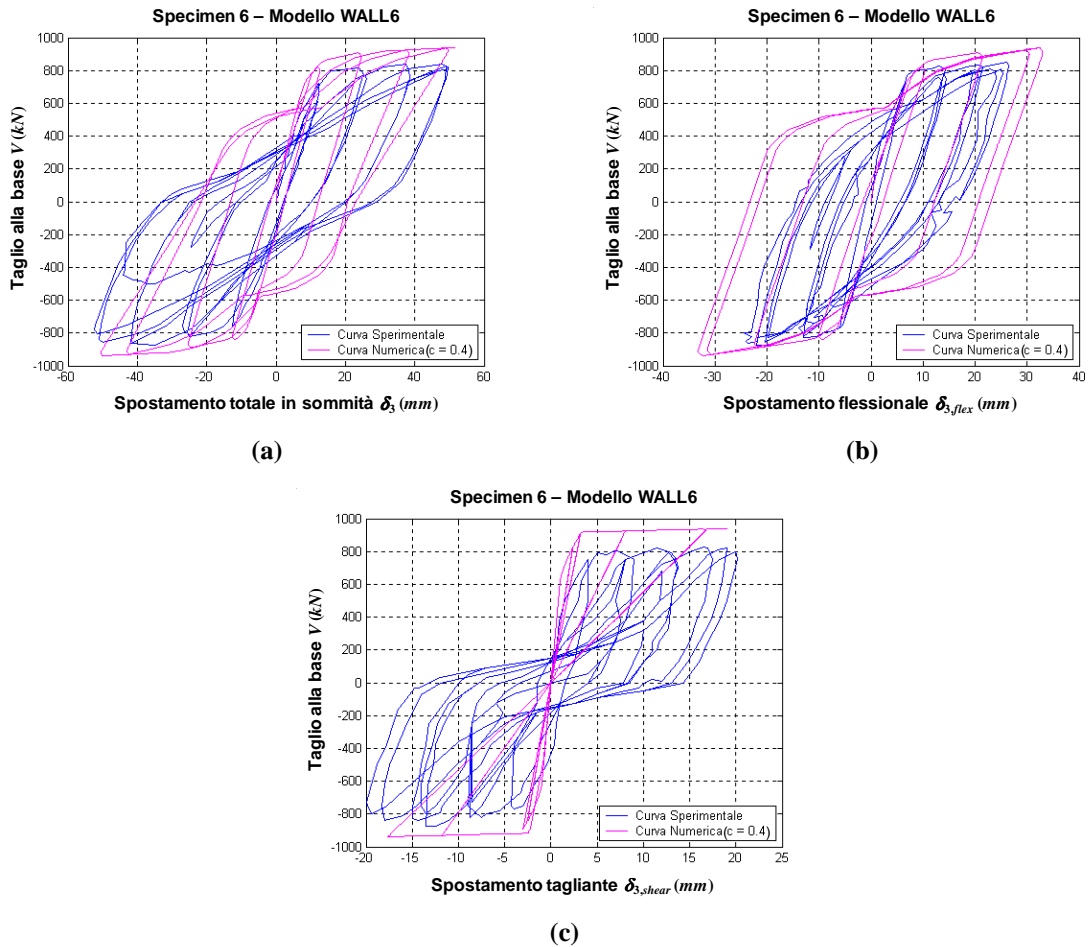 Specimen 6 – Modello WALL6
1000
800
600
400
200
0
-200
-400
-600
-800
-1000
-60 -40 -20 0 20 40 60
Taglio alla base V (kN)
Curva Sperimentale
Curva Numerica (c = 0.4)
Spostamento totale in sommità δ3 (mm)
(a)
Specimen 6 – Modello WALL6
1000
800
600
400
200
0
-200
-400
-600
-800
-1000
-40 -30 -20 -10 0 10 20 30 40
Taglio alla base V (kN)
Curva Sperimentale
Curva Numerica (c = 0.4)
Spostamento flessionale δ3,flex (mm)
(b)
Specimen 6 – Modello WALL6
1000
800
600
400
200
0
-200
-400
-600
-800
-1000
-20 -15 -10 -5 0 5 10 15 20 25
Taglio alla base V (kN)
Curva Sperimentale
Curva Numerica (c = 0.4)
Spostamento tagliante δ3,shear (mm)
(c)